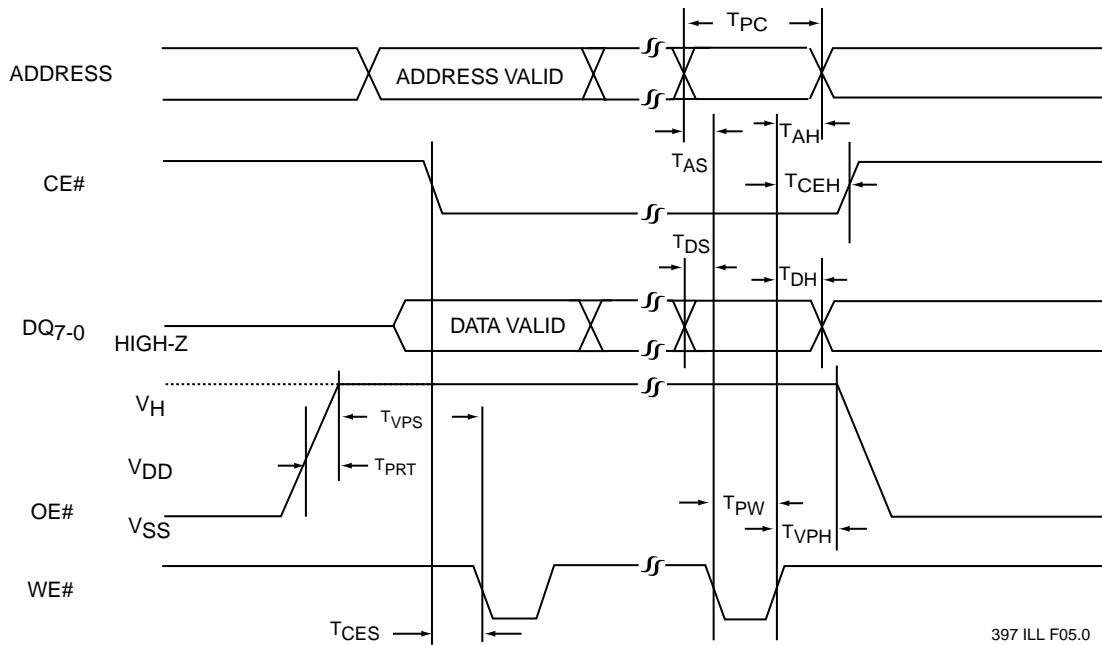 TPC
ADDRESS
ADDRESS VALID
TAH
TAS
CE#
TCEH
TDS
TDH
DQ7-0
HIGH-Z
DATA VALID
VH
TVPS
VDD
TPRT
OE#
VSS
TPW
TVPH
WE#
TCES
397 ILL F05.0